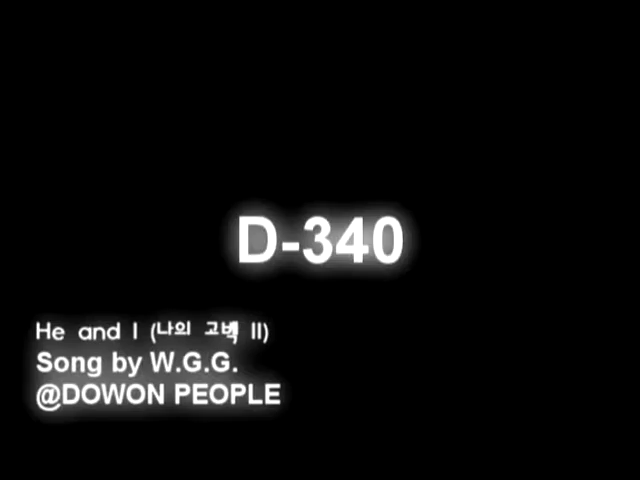 D-340
He and I (나의 고백 II)
Song by W.G.G.
@DOWON PEOPLE